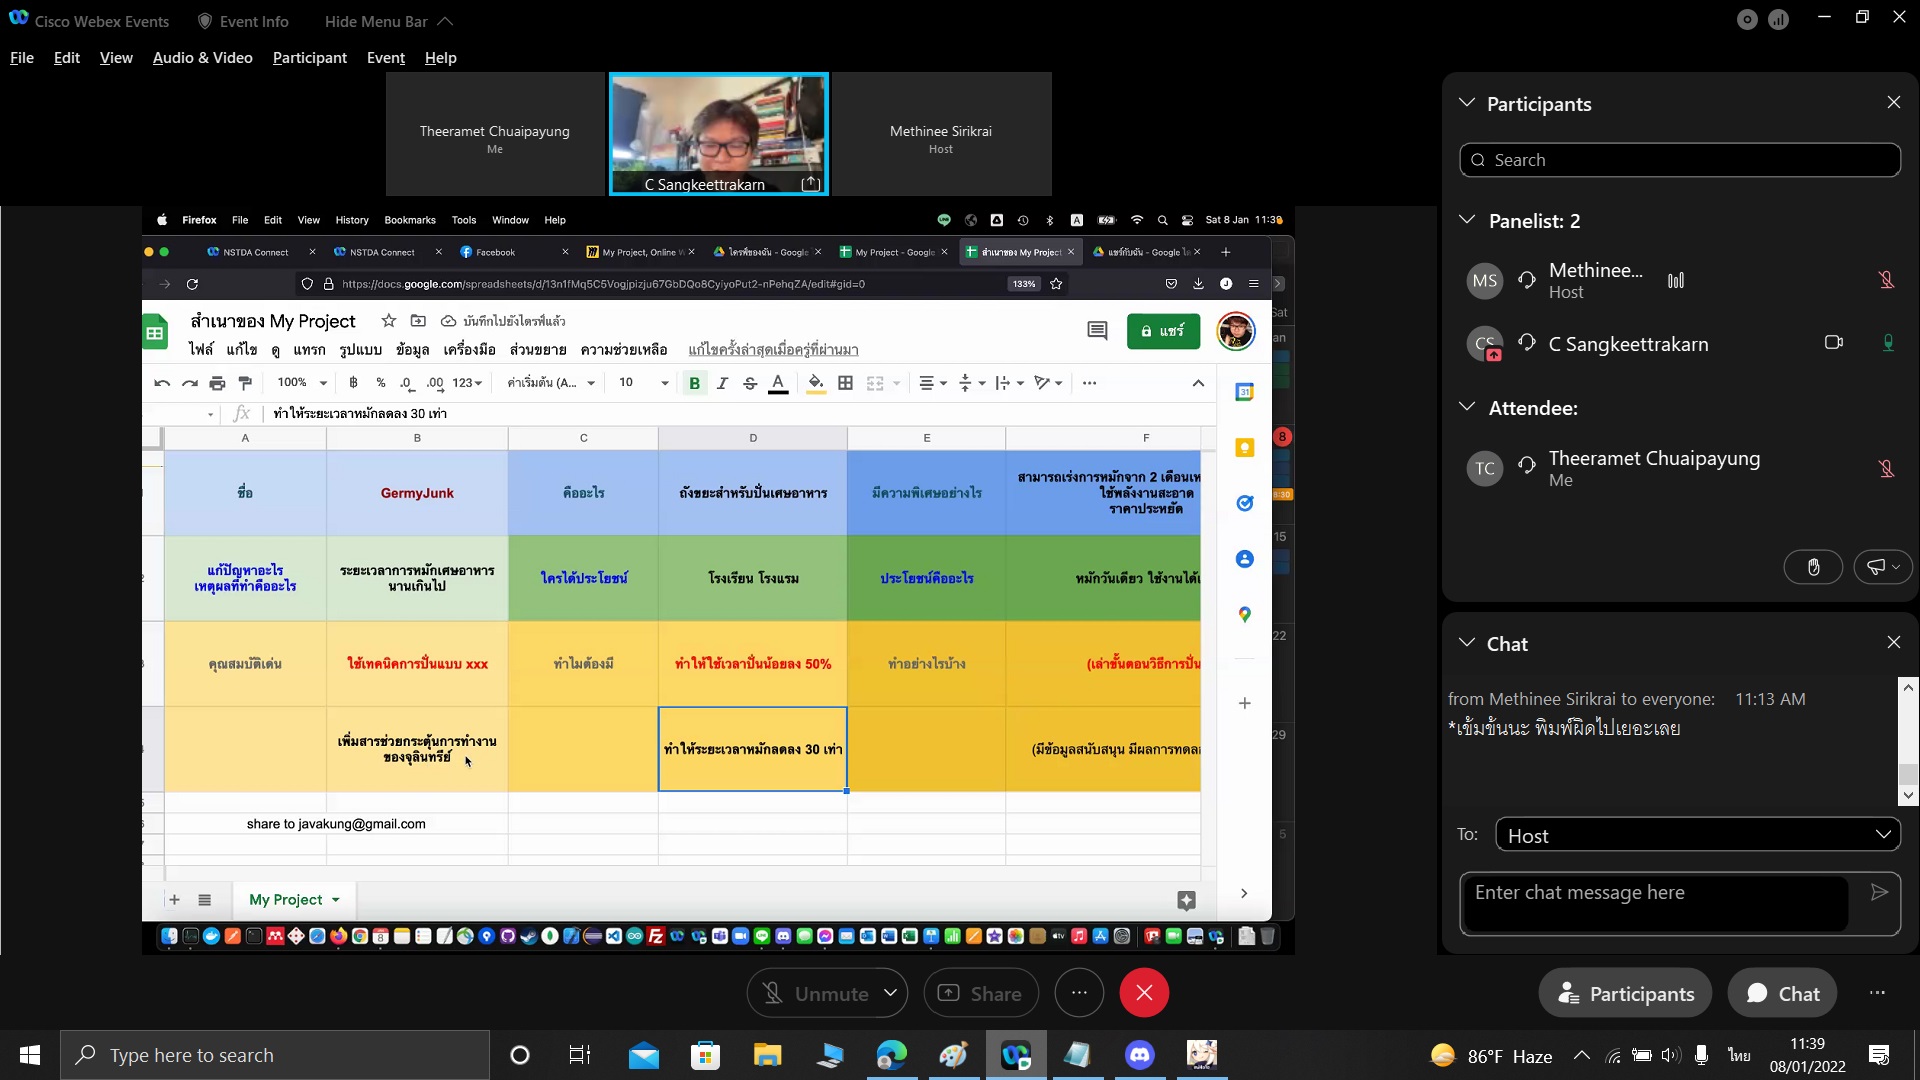 Cisco Webex Events
Event Info
Hide Menu Bar
File Edit View Audio & Video Participant Event Help
Theeramet Chuaipayung
Me
C Sangkeettrakarn
Methinee Sirikrai
Host
Firefox File Edit View History Bookmarks Tools Window Help
Sat 8 Jan 11:39
NSTDA Connect
NSTDA Connect
Facebook
My Project, Online W
ไดรฟ์ของฉัน - Google
My Project - Google
สำเนาของ My Project
แชร์กับฉัน - Google ไ
https://docs.google.com/spreadsheets/d/13n1fMq5C5Vogjpizju67GbDQo8CyiyoPut2-nPehqZA/edit#gid=0
133%
สำเนาของ My Project
บันทึกไปยังไดรฟ์แล้ว
แชร์
ไฟล์ แก้ไข ดู แทรก รูปแบบ ข้อมูล เครื่องมือ ส่วนขยาย ความช่วยเหลือ
แก้ไขครั้งล่าสุดเมื่อครู่ที่ผ่านมา
100% ฿ % .0 .00 123 ค่าเริ่มต้น (A... 10 B I S A
fx ทำให้ระยะเวลาหมักลดลง 30 เท่า
A B C D E F
ชื่อ
GermyJunk
คืออะไร
ถังขยะสำหรับปั่นเศษอาหาร
มีความพิเศษอย่างไร
สามารถเร่งการหมักจาก 2 เดือนเห
ใช้พลังงานสะอาด
ราคาประหยัด
แก้ปัญหาอะไร
เหตุผลที่ทำคืออะไร
ระยะเวลาการหมักเศษอาหาร
นานเกินไป
ใครได้ประโยชน์
โรงเรียน โรงแรม
ประโยชน์คืออะไร
หมักวันเดียว ใช้งานได้เ
คุณสมบัติเด่น
ใช้เทคนิคการปั่นแบบ xxx
ทำไมต้องมี
ทำให้ใช้เวลาปั่นน้อยลง 50%
ทำอย่างไรบ้าง
(เล่าขั้นตอนวิธีการปั่น
เพิ่มสารช่วยกระตุ้นการทำงาน
ของจุลินทรีย์
ทำให้ระยะเวลาหมักลดลง 30 เท่า
(มีข้อมูลสนับสนุน มีผลการทดล
share to javakung@gmail.com
My Project
Sat
an
8
8:30
15
22
29
5
Participants
Search
Panelist: 2
MS
Methinee...
Host
CS
C Sangkeettrakarn
Attendee:
TC
Theeramet Chuaipayung
Me
Chat
from Methinee Sirikrai to everyone: 11:13 AM
*เข้มข้นนะ พิมพ์ผิดไปเยอะเลย
To: Host
Enter chat message here
Unmute
Share
Participants
Chat
Type here to search
86°F Haze
ไทย
11:39
08/01/2022